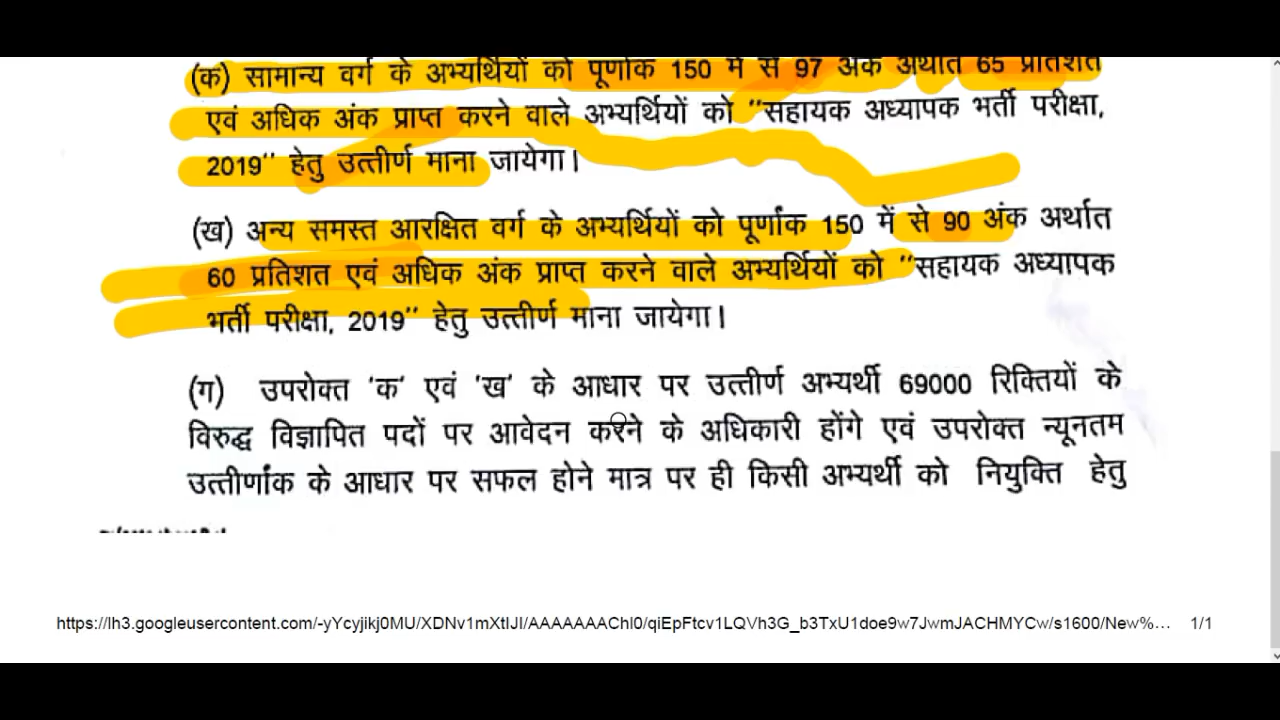 (क) सामान्य वर्ग के अभ्यर्थियों को पूर्णांक 150 में से 97 अंक अर्थात 65 प्रतिशत
एवं अधिक अंक प्राप्त करने वाले अभ्यर्थियों को "सहायक अध्यापक भर्ती परीक्षा,
2019" हेतु उत्तीर्ण माना जायेगा।
(ख) अन्य समस्त आरक्षित वर्ग के अभ्यर्थियों को पूर्णांक 150 में से 90 अंक अर्थात
60 प्रतिशत एवं अधिक अंक प्राप्त करने वाले अभ्यर्थियों को "सहायक अध्यापक
भर्ती परीक्षा, 2019" हेतु उत्तीर्ण माना जायेगा।
(ग) उपरोक्त 'क' एवं 'ख' के आधार पर उत्तीर्ण अभ्यर्थी 69000 रिक्तियों के
विरुद्ध विज्ञापित पदों पर आवेदन करने के अधिकारी होंगे एवं उपरोक्त न्यूनतम
उत्तीर्णांक के आधार पर सफल होने मात्र पर ही किसी अभ्यर्थी को नियुक्ति हेतु
https://lh3.googleusercontent.com/-yYcyjikj0MU/XDNv1mXtIJI/AAAAAAAChI0/qiEpFtcv1LQVh3G_b3TxU1doe9w7JwmJACHMYCw/s1600/New%... 1/1